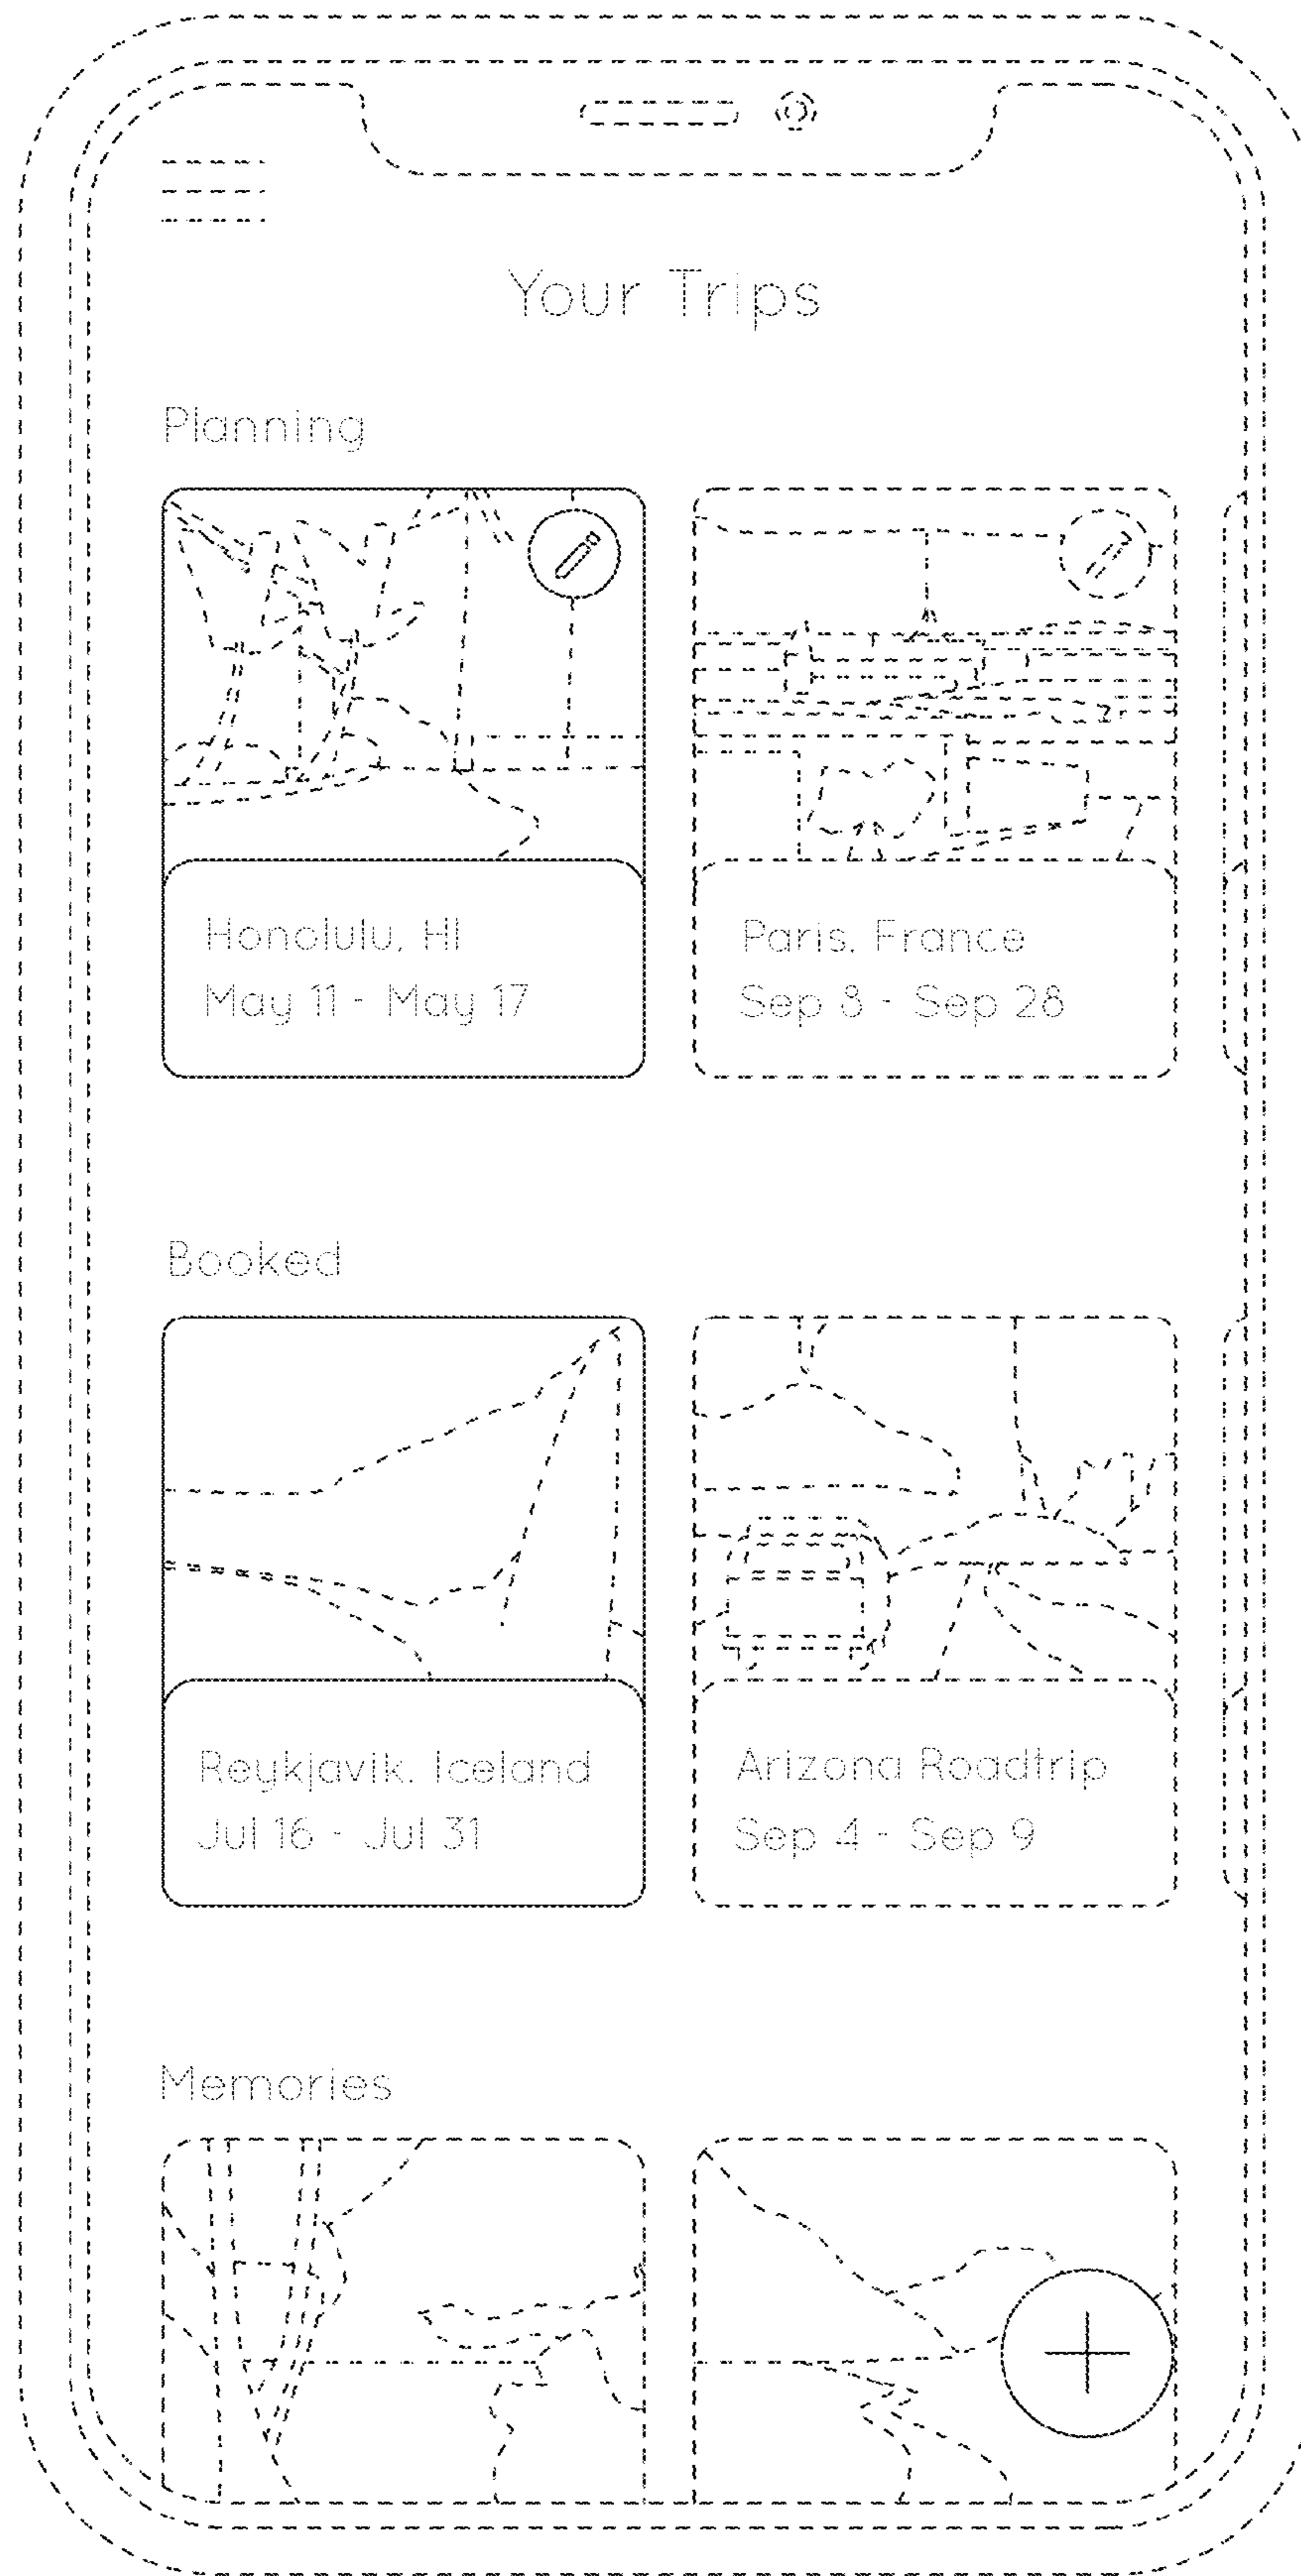 Your Trips
Planning
Honolulu, HI
May 11 - May 17
Paris, France
Sep 8 - Sep 28
Booked
Reykjavik, Iceland
Jul 16 - Jul 31
Arizona Roadtrip
Sep 4 - Sep 9
Memories